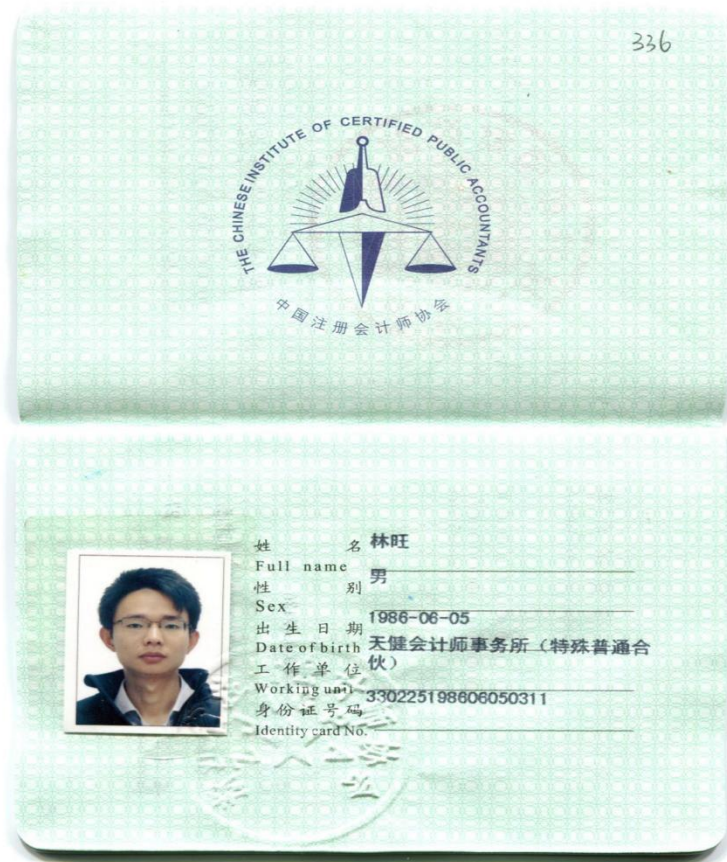 336
THE CHINESE INSTITUTE OF CERTIFIED PUBLIC ACCOUNTANTS
中国注册会计师协会
姓 名 林旺
Full name
性 别 男
Sex
出生日期 1986-06-05
Date of birth
工作单位 天健会计师事务所（特殊普通合
伙）
Working unit
身份证号码 330225198606050311
Identity card No.